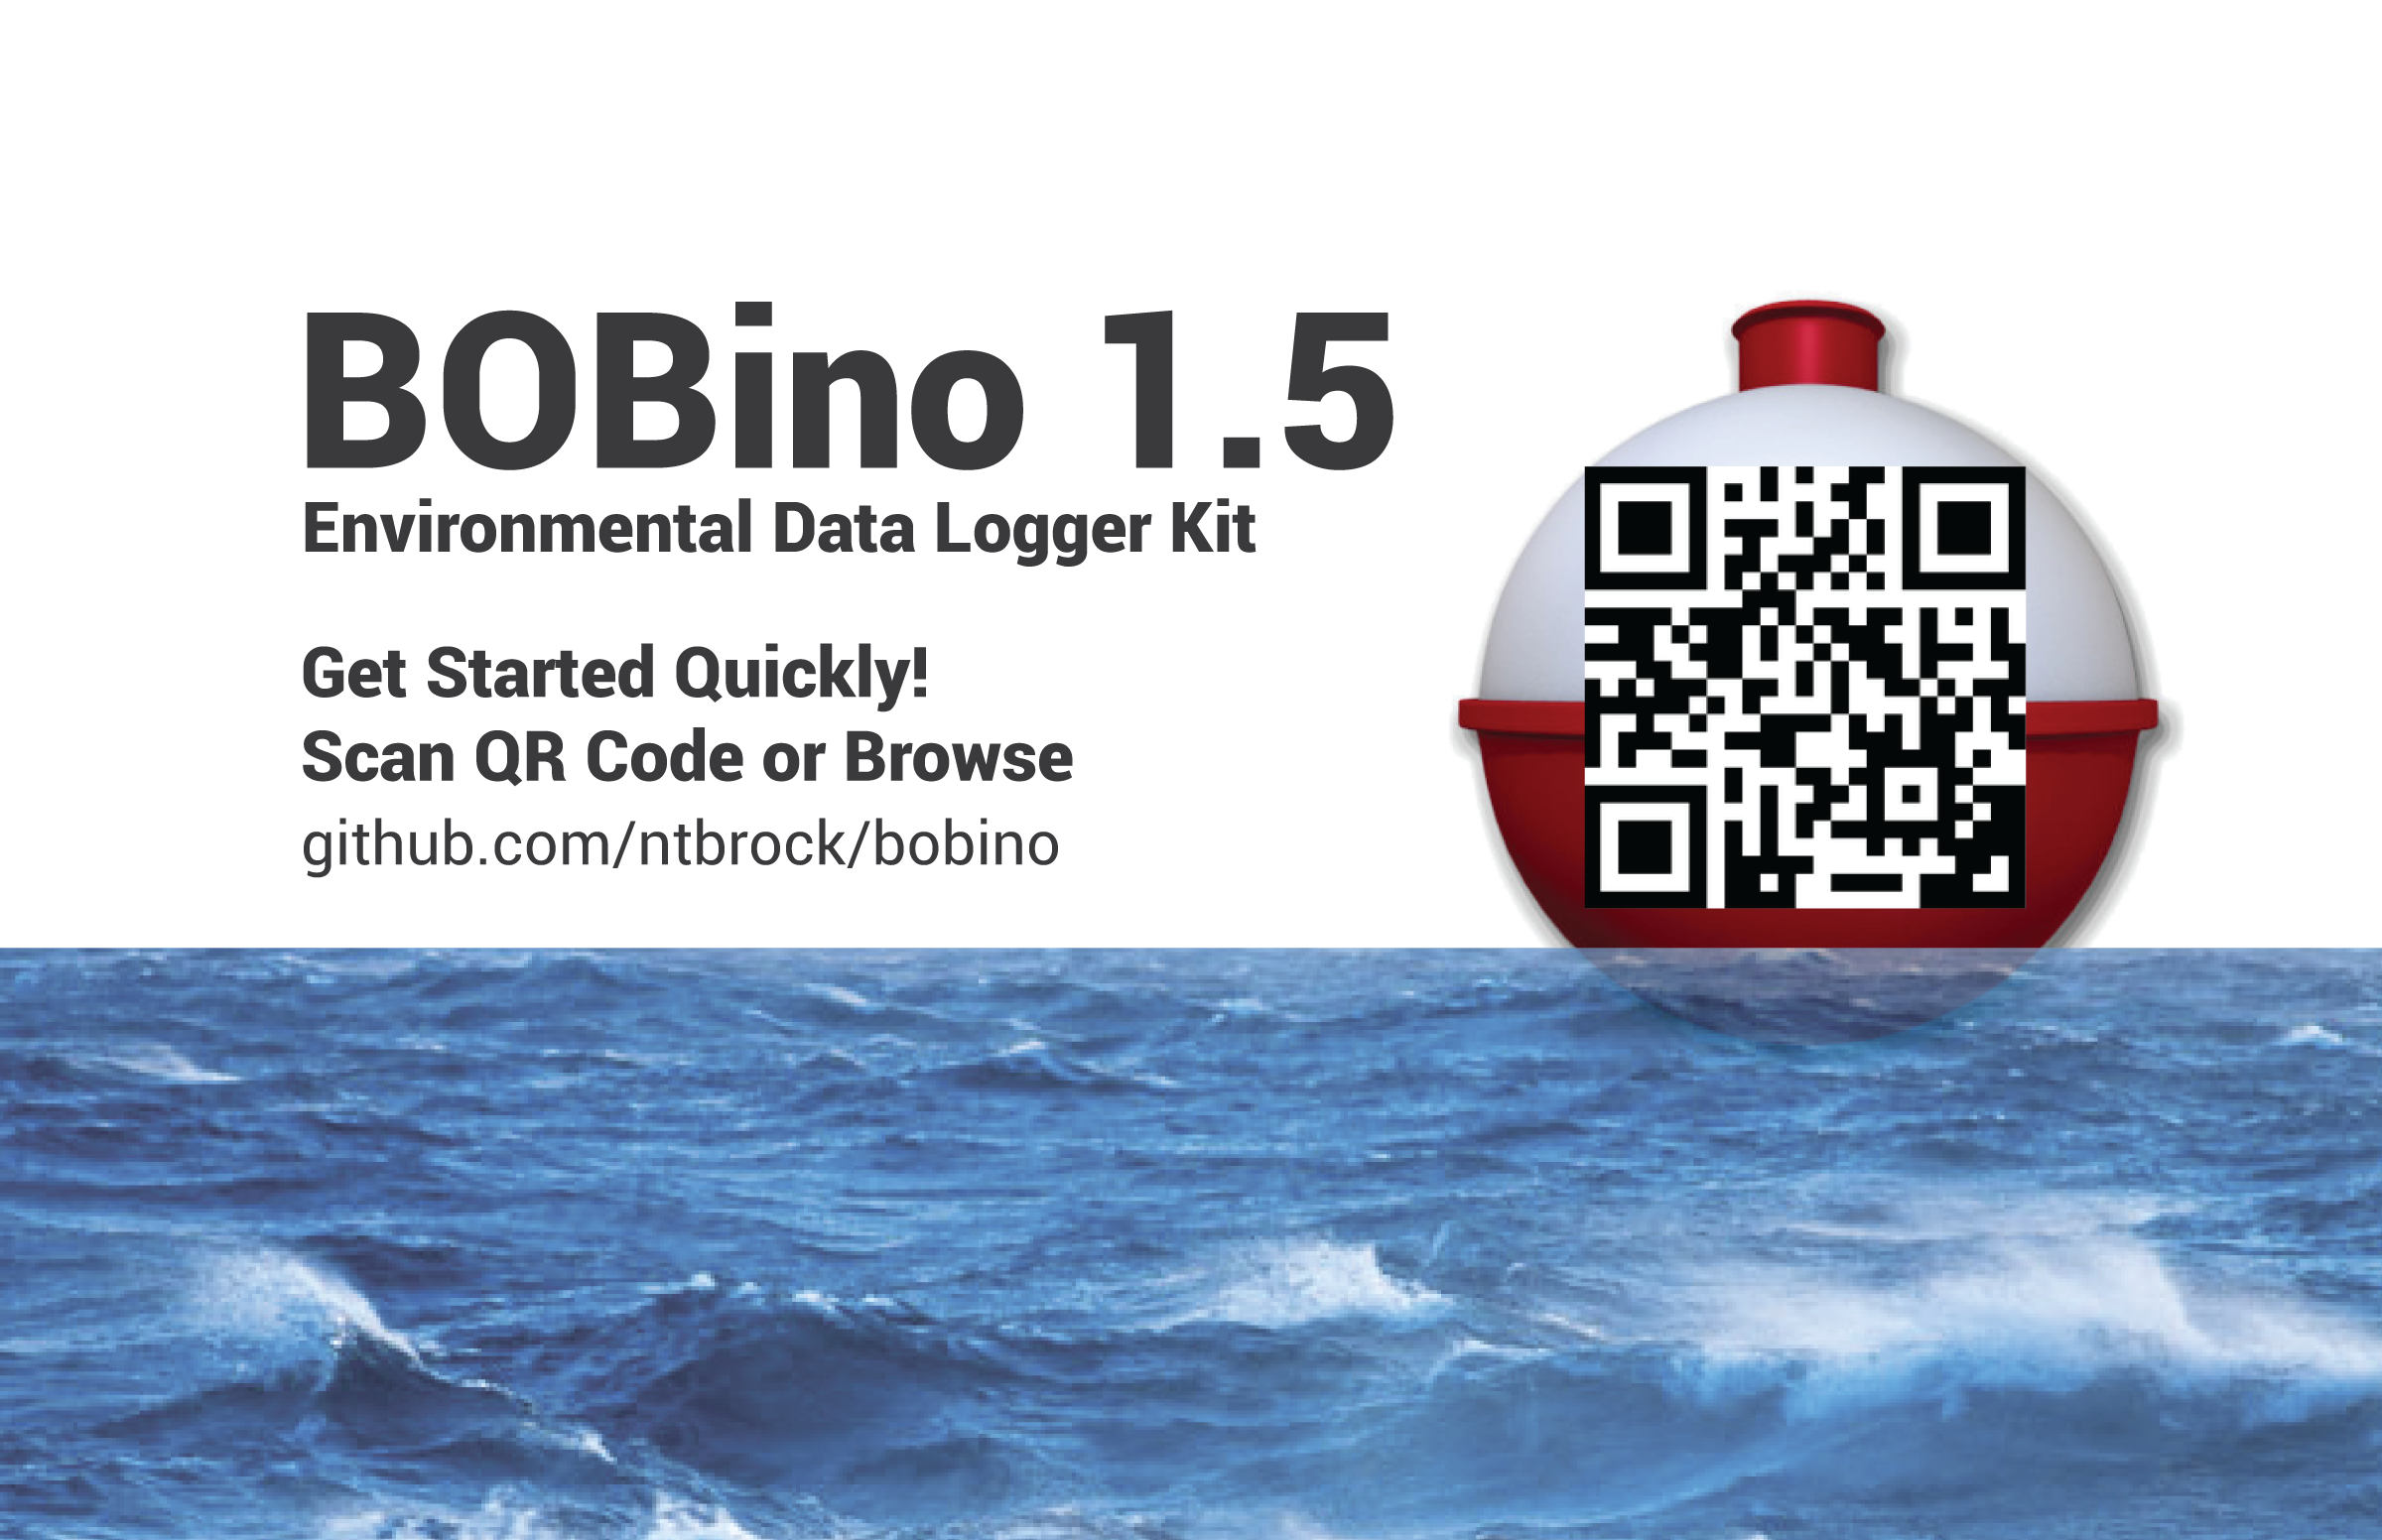 BOBino 1.5
Environmental Data Logger Kit
Get Started Quickly!
Scan QR Code or Browse
github.com/ntbrock/bobino